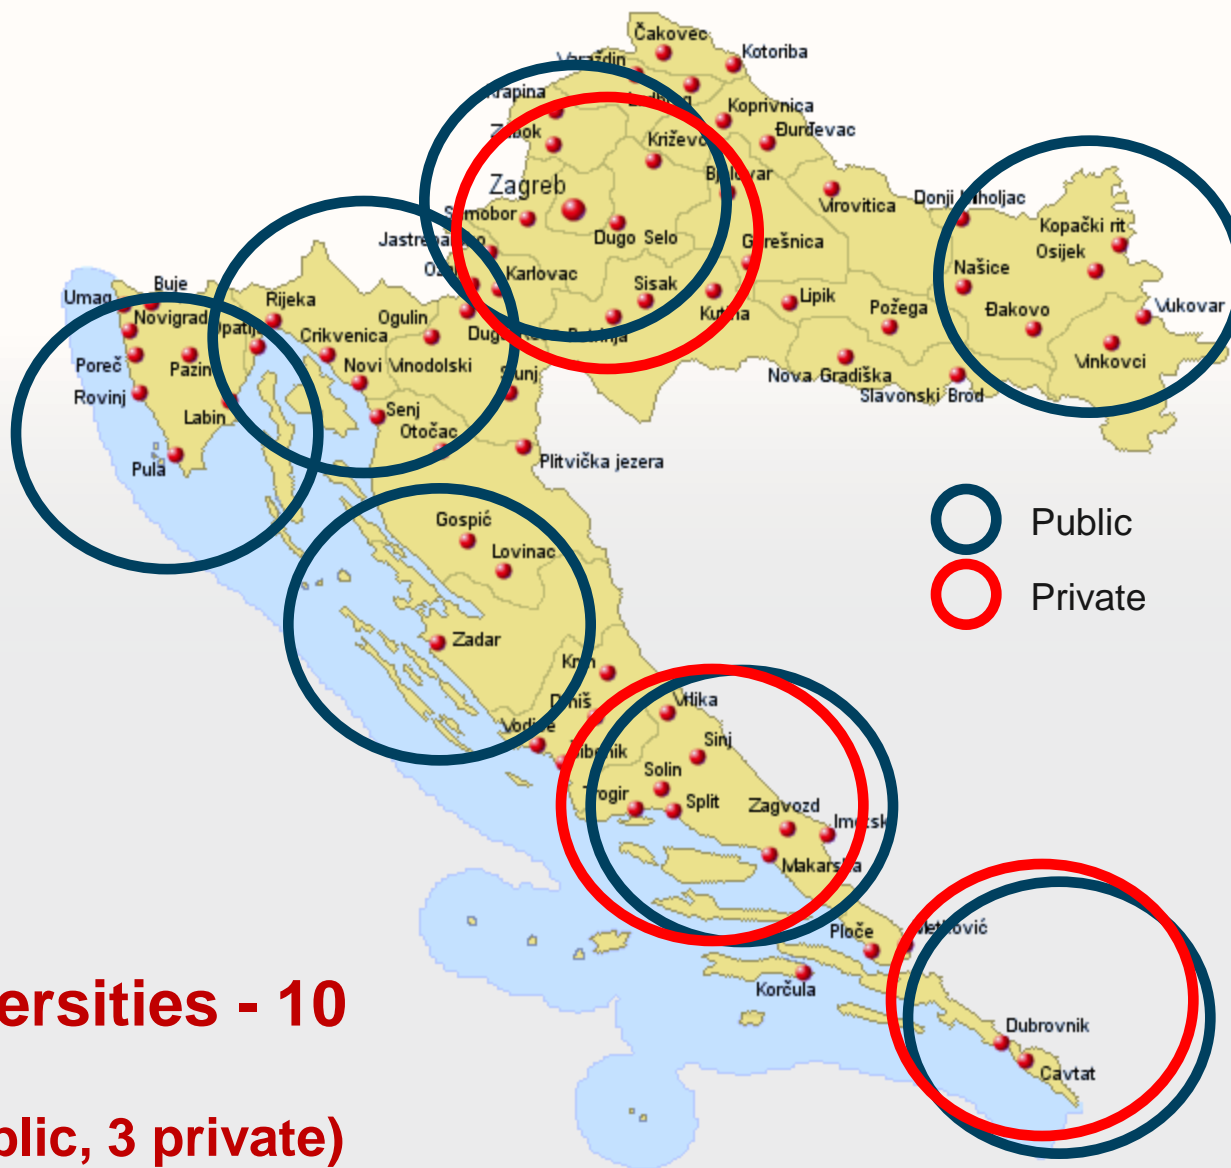 Čakovec
Kotoriba
Koprivnica
Đurđevac
Zagreb
Virovitica
Dugo Selo
Kopački rit
Osijek
Našice
Karlovac
Sisak
Lipik
Požega
Đakovo
Vukovar
Vinkovci
Nova Gradiška
Slavonski Brod
Umag
Buje
Novigrad
Rijeka
Ogulin
Crikvenica
Poreč
Pazin
Novi Vinodolski
Rovinj
Labin
Senj
Otočac
Pula
Plitvička jezera
Gospić
Lovinac
Public
Private
Zadar
Sinj
Solin
Split
Zagvozd
Makarska
Ploče
Korčula
Dubrovnik
Cavtat
ersities - 10
blic, 3 private)